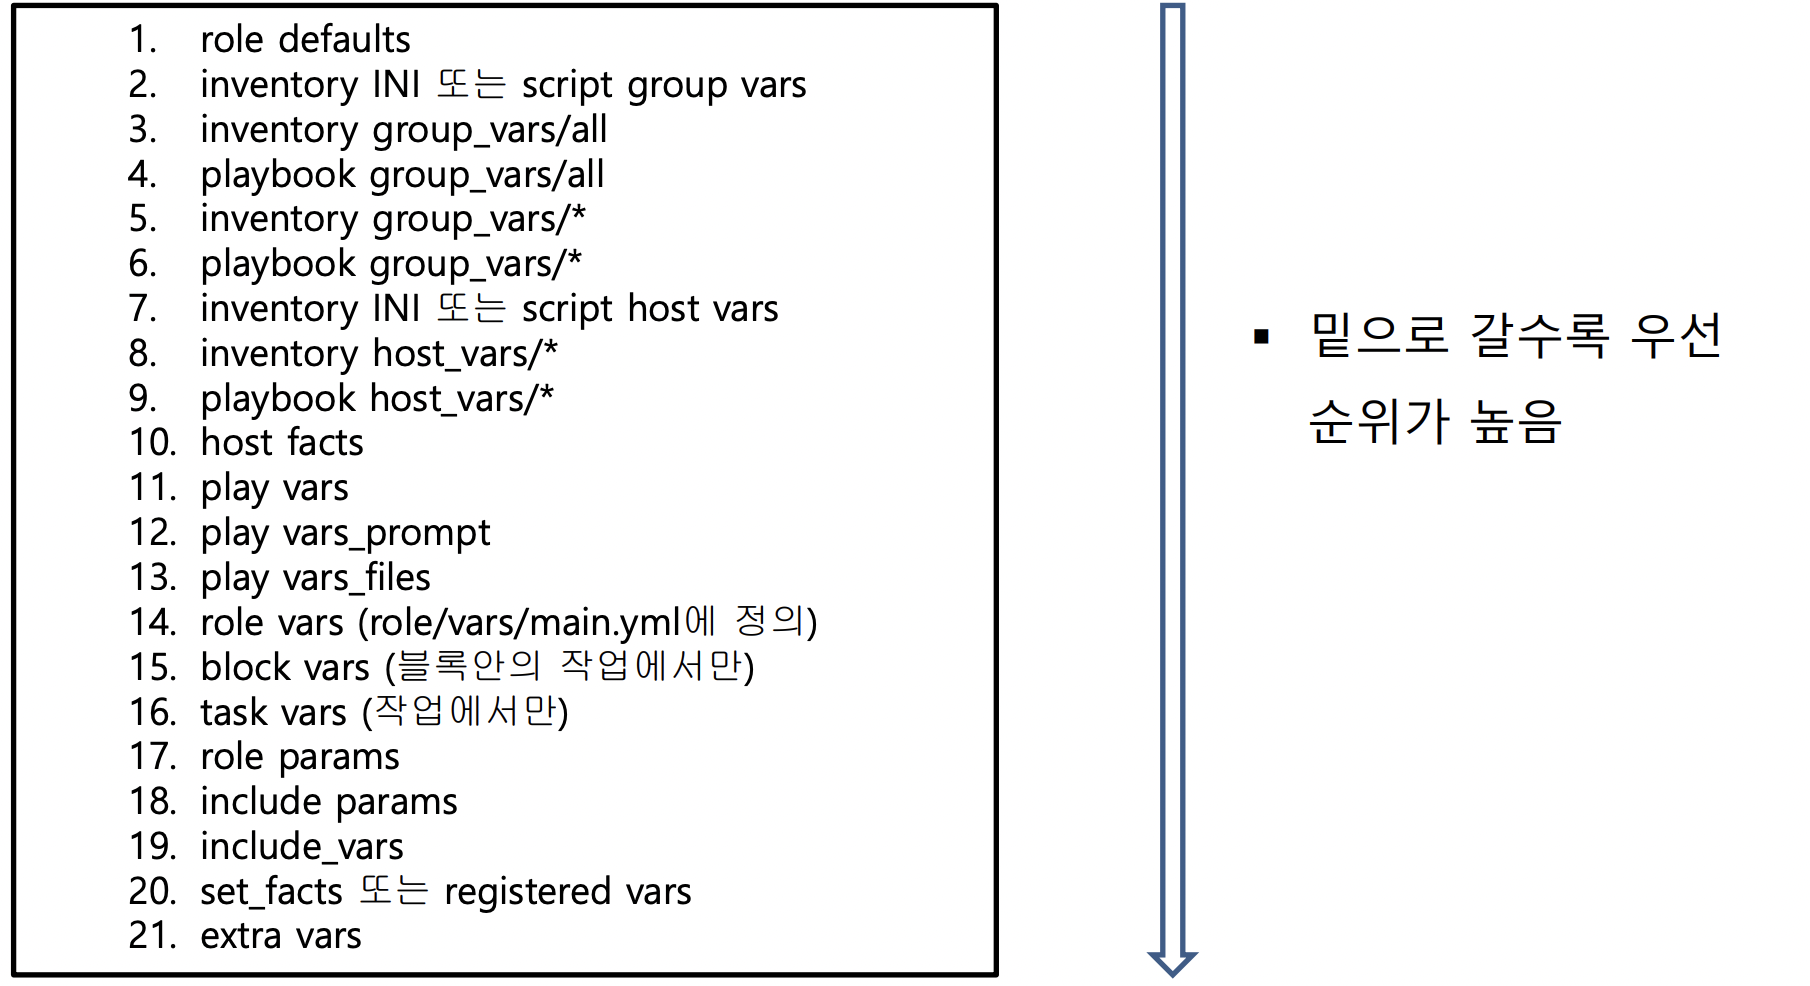 1. role defaults
2. inventory INI 또는 script group vars
3. inventory group_vars/all
4. playbook group_vars/all
5. inventory group_vars/*
6. playbook group_vars/*
7. inventory INI 또는 script host vars
8. inventory host_vars/*
9. playbook host_vars/*
10. host facts
11. play vars
12. play vars_prompt
13. play vars_files
14. role vars (role/vars/main.yml에 정의)
15. block vars (블록안의 작업에서만)
16. task vars (작업에서만)
17. role params
18. include params
19. include_vars
20. set_facts 또는 registered vars
21. extra vars
▪ 밑으로 갈수록 우선
순위가 높음